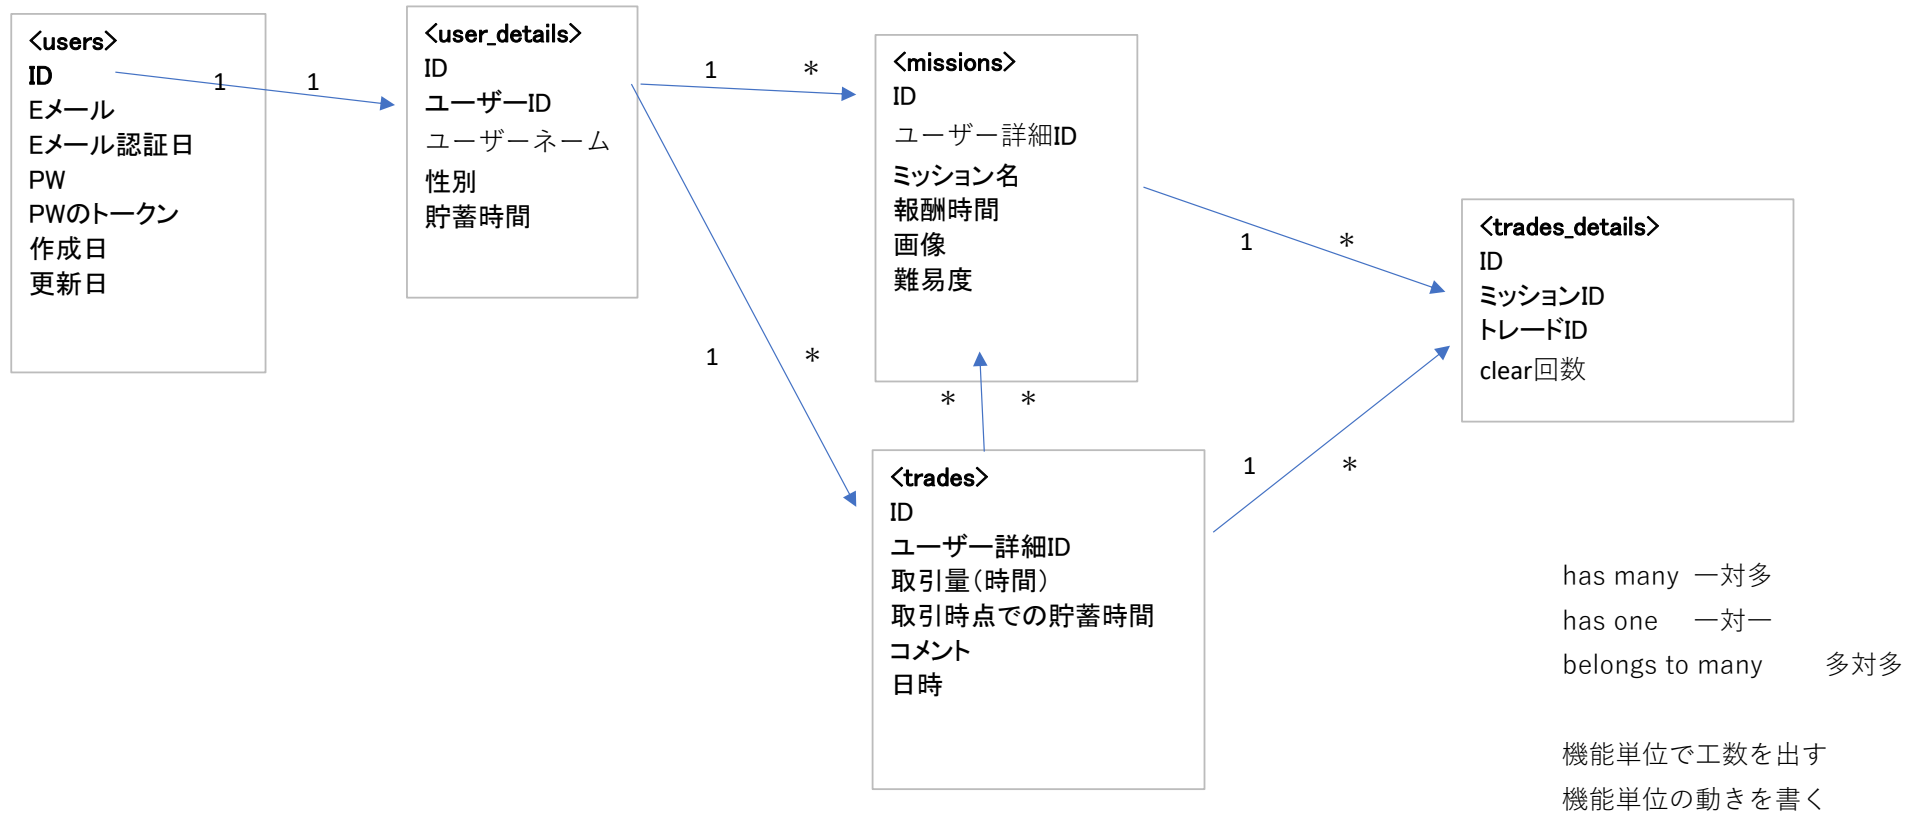 <users>
ID
Eメール
Eメール認証日
PW
PWのトークン
作成日
更新日
1 1
<user_details>
ID
ユーザーID
ユーザーネーム
性別
貯蓄時間
1 *
1 *
<missions>
ID
ユーザー詳細ID
ミッション名
報酬時間
画像
難易度
* *
<trades>
ID
ユーザー詳細ID
取引量(時間)
取引時点での貯蓄時間
コメント
日時
1 *
1 *
<trades_details>
ID
ミッションID
トレードID
clear回数
has many 一対多
has one 一対一
belongs to many 多対多
機能単位で工数を出す
機能単位の動きを書く